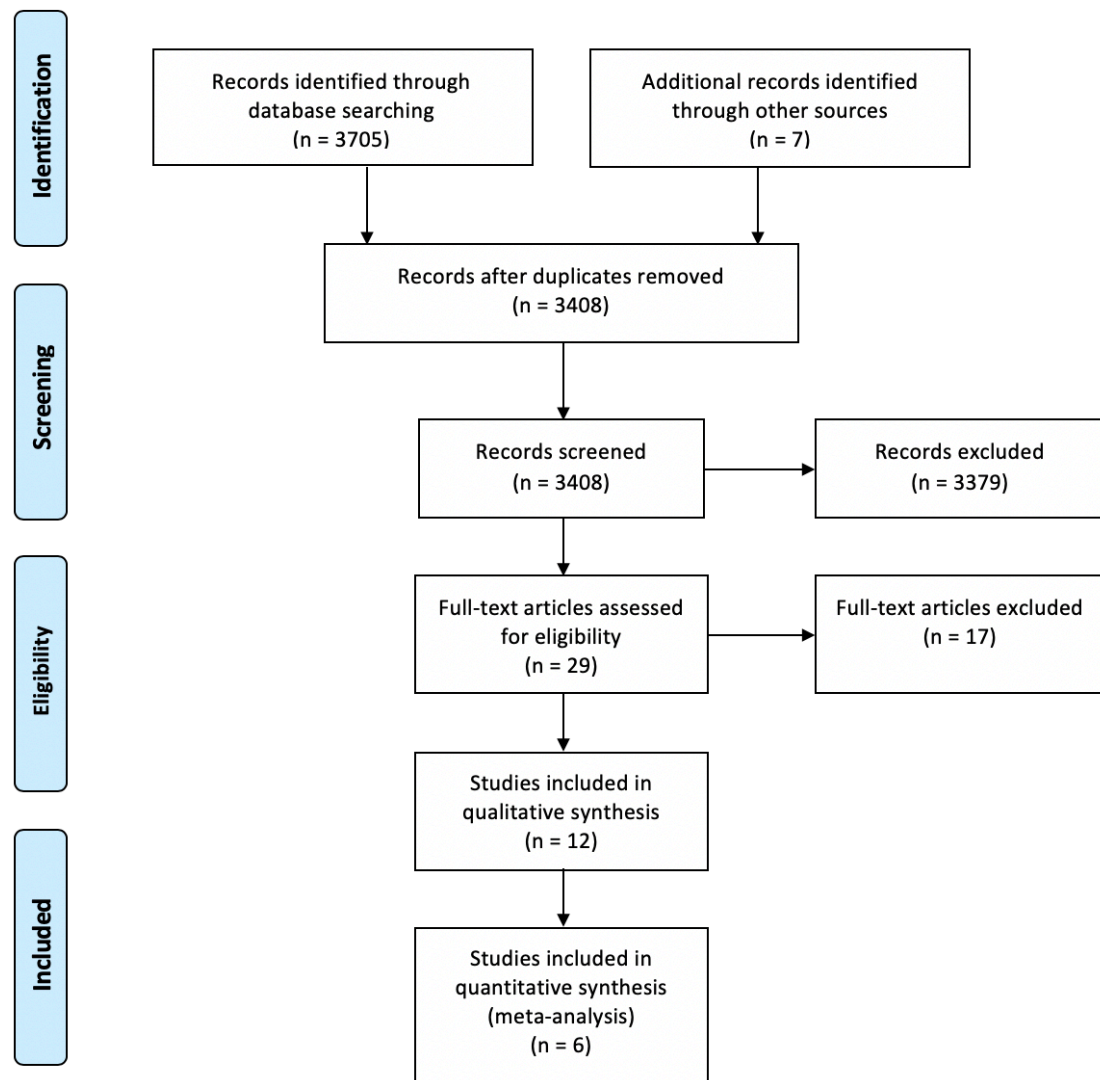 Identification
Records identified through
database searching
(n = 3705)
Additional records identified
through other sources
(n = 7)
Records after duplicates removed
(n = 3408)
Screening
Records screened
(n = 3408)
Records excluded
(n = 3379)
Eligibility
Full-text articles assessed
for eligibility
(n = 29)
Full-text articles excluded
(n = 17)
Studies included in
qualitative synthesis
(n = 12)
Included
Studies included in
quantitative synthesis
(meta-analysis)
(n = 6)